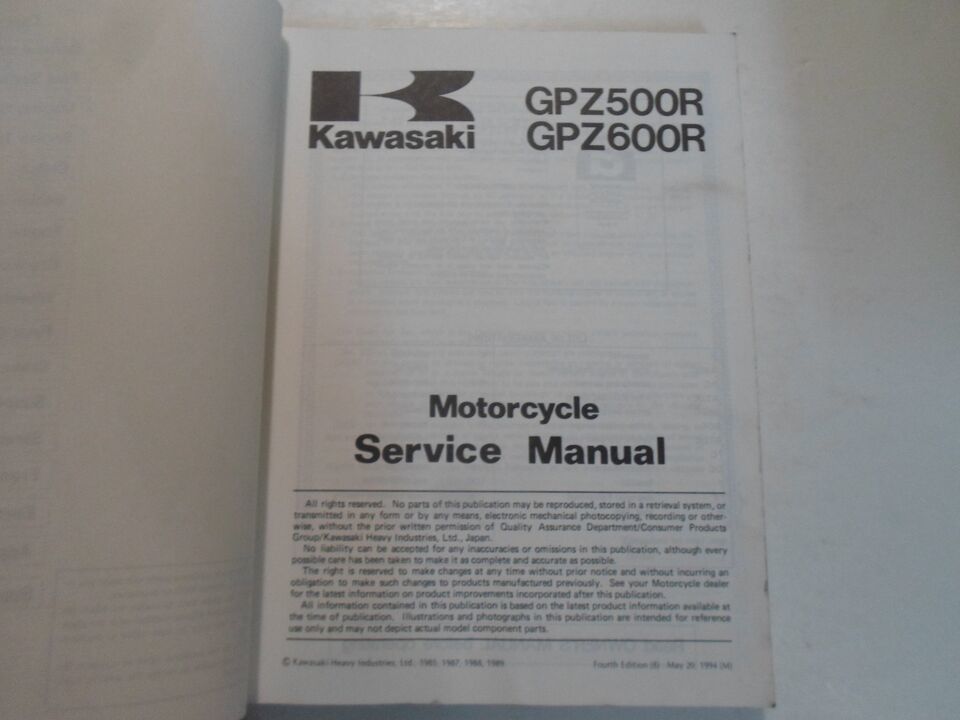 GPZ500R
GPZ600R
Kawasaki
Motorcycle
Service Manual
All rights reserved. No parts of this publication may be reproduced, stored in a retrieval system, or
transmitted in any form or by any means, electronic mechanical photocopying, recording or other-
wise, without the prior written permission of Quality Assurance Department/Consumer Products
Group/Kawasaki Heavy Industries, Ltd., Japan.
No liability can be accepted for any inaccuracies or omissions in this publication, although every
possible care has been taken to make it as complete and accurate as possible.
The right is reserved to make changes at any time without prior notice and without incurring an
obligation to make such changes to products manufactured previously. See your Motorcycle dealer
for the latest information on product improvements incorporated after this publication.
All information contained in this publication is based on the latest product information available at
the time of publication. Illustrations and photographs in this publication are intended for reference
use only and may not depict actual model component parts.
© Kawasaki Heavy Industries, Ltd. 1985, 1987, 1988, 1989
Fourth Edition (8) May 20, 1994 (M)